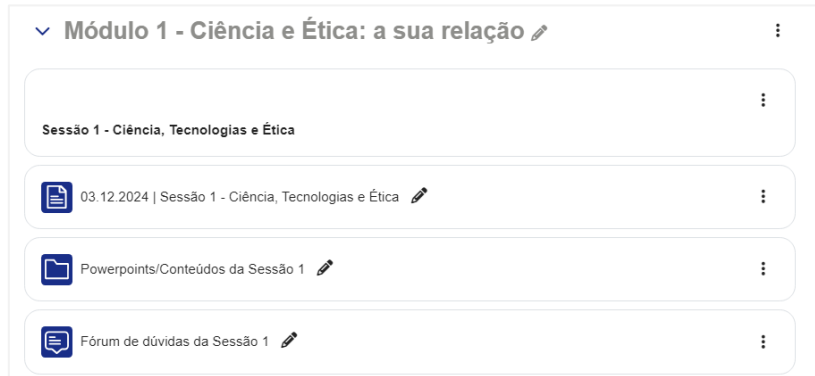 Módulo 1 - Ciência e Ética: a sua relação
Sessão 1 - Ciência, Tecnologias e Ética
03.12.2024 | Sessão 1 - Ciência, Tecnologias e Ética
Powerpoints/Conteúdos da Sessão 1
Fórum de dúvidas da Sessão 1